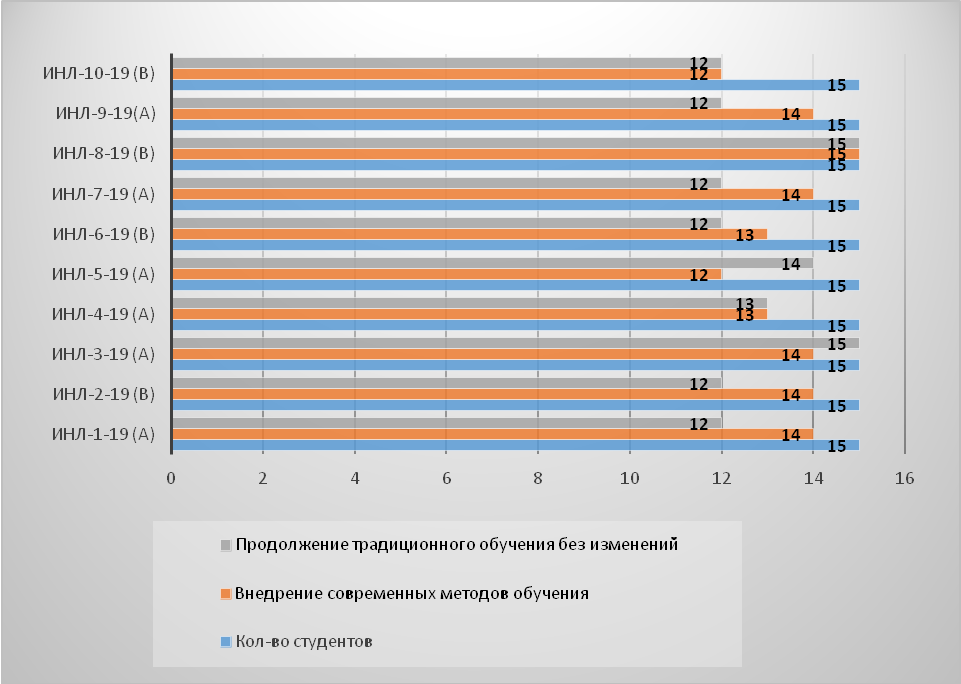 ИНЛ-10-19 (B)
12
12
15
ИНЛ-9-19(A)
12
14
15
ИНЛ-8-19 (B)
15
15
15
ИНЛ-7-19 (A)
12
14
15
ИНЛ-6-19 (B)
12
13
15
ИНЛ-5-19 (A)
14
12
15
ИНЛ-4-19 (A)
13
13
15
ИНЛ-3-19 (A)
15
14
15
ИНЛ-2-19 (B)
12
14
15
ИНЛ-1-19 (A)
12
14
15
0 2 4 6 8 10 12 14 16
Продолжение традиционного обучения без изменений
Внедрение современных методов обучения
Кол-во студентов